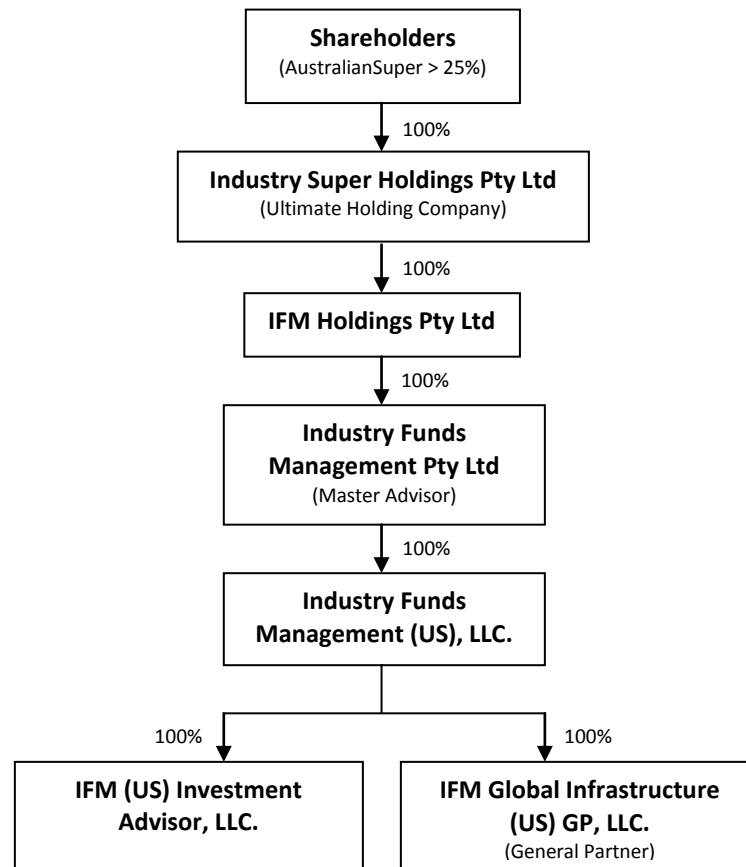 Shareholders
(AustralianSuper > 25%)
100%
Industry Super Holdings Pty Ltd
(Ultimate Holding Company)
100%
IFM Holdings Pty Ltd
100%
Industry Funds
Management Pty Ltd
(Master Advisor)
100%
Industry Funds
Management (US), LLC.
100%
100%
IFM (US) Investment
Advisor, LLC.
IFM Global Infrastructure
(US) GP, LLC.
(General Partner)